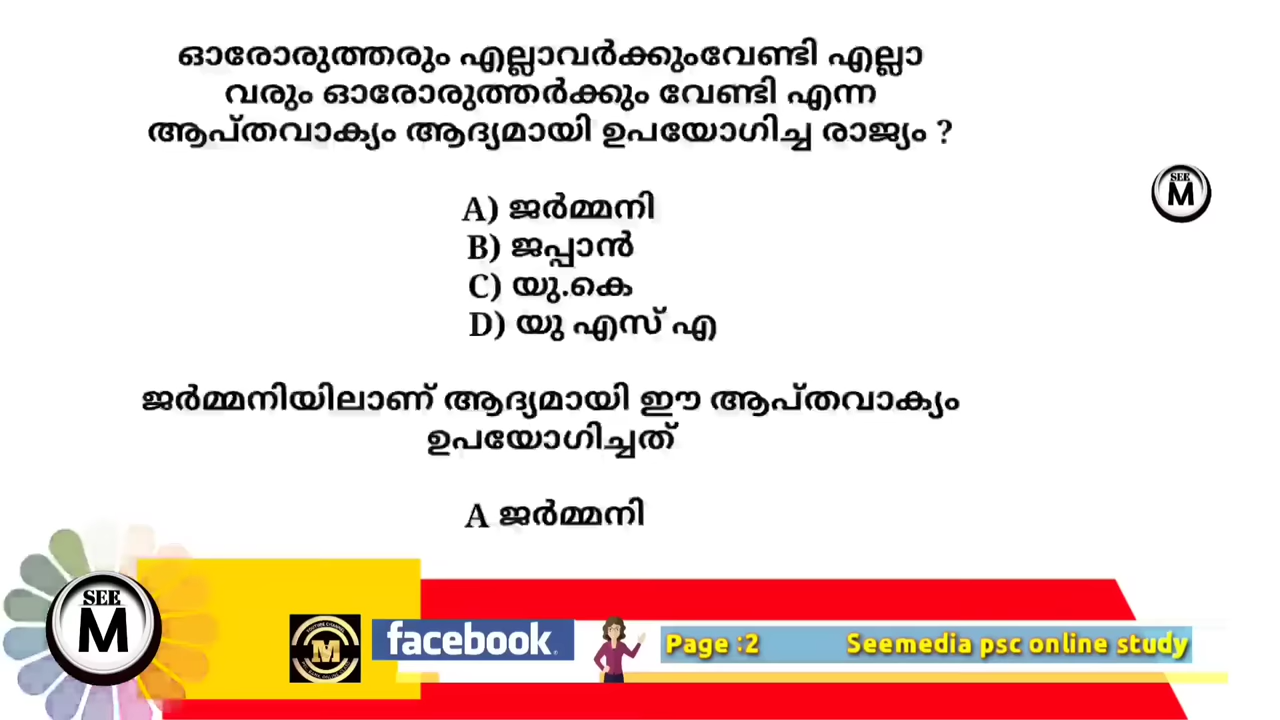 ഓരോരുത്തരും എല്ലാവർക്കുംവേണ്ടി എല്ലാ
വരും ഓരോരുത്തർക്കും വേണ്ടി എന്ന
ആപ്തവാക്യം ആദ്യമായി ഉപയോഗിച്ച രാജ്യം ?
A) ജർമ്മനി
B) ജപ്പാൻ
C) യു.കെ
D) യു എസ് എ
ജർമ്മനിയിലാണ് ആദ്യമായി ഈ ആപ്തവാക്യം
ഉപയോഗിച്ചത്
A ജർമ്മനി
SEE
M
SEE
M
M
facebook
Page :2 Seemedia psc online study